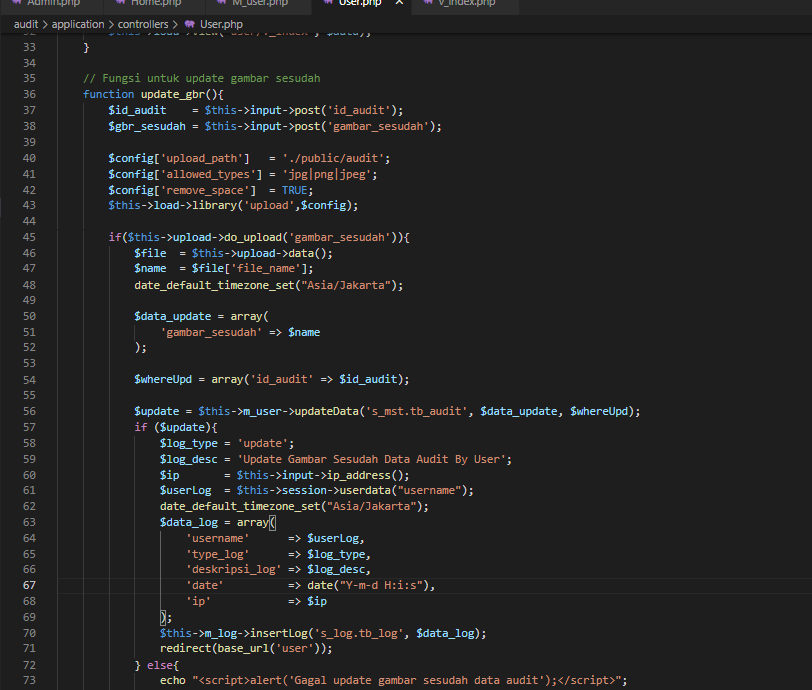 Admin.php Home.php M_user.php User.php × v_index.php
audit > application > controllers > User.php
33 }
34
35 // Fungsi untuk update gambar sesudah
36 function update_gbr(){
37 $id_audit    = $this->input->post('id_audit');
38 $gbr_sesudah = $this->input->post('gambar_sesudah');
39
40 $config['upload_path']   = './public/audit';
41 $config['allowed_types'] = 'jpg|png|jpeg';
42 $config['remove_space']  = TRUE;
43 $this->load->library('upload',$config);
44
45 if($this->upload->do_upload('gambar_sesudah')){
46 $file  = $this->upload->data();
47 $name  = $file['file_name'];
48 date_default_timezone_set("Asia/Jakarta");
49
50 $data_update = array(
51 'gambar_sesudah' => $name
52 );
53
54 $whereUpd = array('id_audit' => $id_audit);
55
56 $update = $this->m_user->updateData('s_mst.tb_audit', $data_update, $whereUpd);
57 if ($update){
58 $log_type = 'update';
59 $log_desc = 'Update Gambar Sesudah Data Audit By User';
60 $ip       = $this->input->ip_address();
61 $userLog  = $this->session->userdata("username");
62 date_default_timezone_set("Asia/Jakarta");
63 $data_log = array(
64 'username'      => $userLog,
65 'type_log'      => $log_type,
66 'deskripsi_log' => $log_desc,
67 'date'          => date("Y-m-d H:i:s"),
68 'ip'            => $ip
69 );
70 $this->m_log->insertLog('s_log.tb_log', $data_log);
71 redirect(base_url('user'));
72 } else{
73 echo "<script>alert('Gagal update gambar sesudah data audit');</script>";